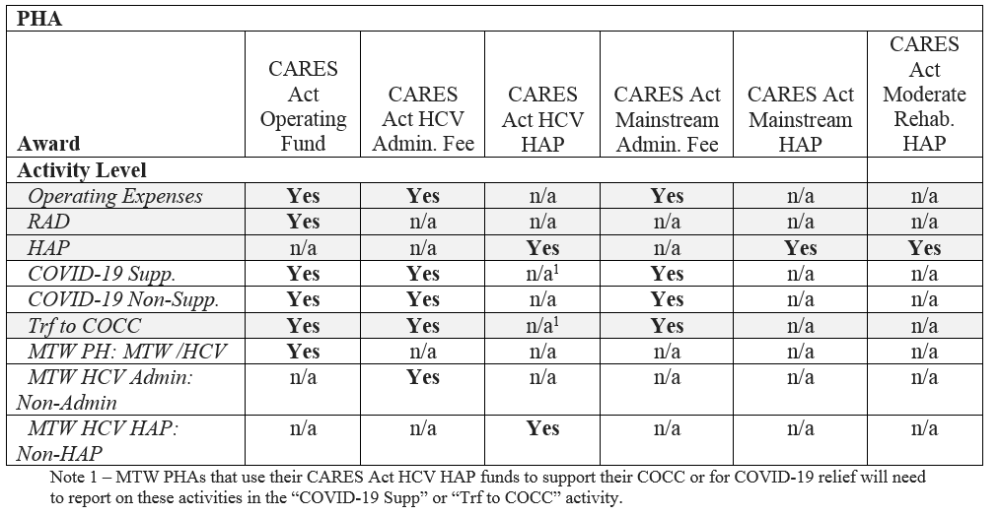 PHA
Award CARES Act Operating Fund CARES Act HCV Admin. Fee CARES Act HCV HAP CARES Act Mainstream Admin. Fee CARES Act Mainstream HAP CARES Act Moderate Rehab. HAP
Activity Level
Operating Expenses Yes Yes n/a Yes n/a n/a
RAD Yes n/a n/a n/a n/a n/a
HAP n/a n/a Yes n/a Yes Yes
COVID-19 Supp. Yes Yes n/a¹ Yes n/a n/a
COVID-19 Non-Supp. Yes Yes n/a Yes n/a n/a
Trf to COCC Yes Yes n/a¹ Yes n/a n/a
MTW PH: MTW /HCV Yes n/a n/a n/a n/a n/a
MTW HCV Admin: n/a Yes n/a n/a n/a n/a
Non-Admin
MTW HCV HAP: n/a n/a Yes n/a n/a n/a
Non-HAP
Note 1 – MTW PHAs that use their CARES Act HCV HAP funds to support their COCC or for COVID-19 relief will need
to report on these activities in the “COVID-19 Supp” or “Trf to COCC” activity.